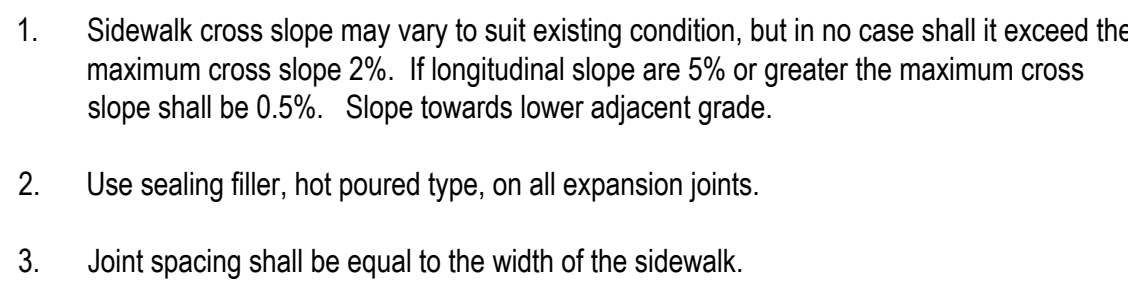 1. Sidewalk cross slope may vary to suit existing condition, but in no case shall it exceed the
maximum cross slope 2%. If longitudinal slope are 5% or greater the maximum cross
slope shall be 0.5%. Slope towards lower adjacent grade.
2. Use sealing filler, hot poured type, on all expansion joints.
3. Joint spacing shall be equal to the width of the sidewalk.